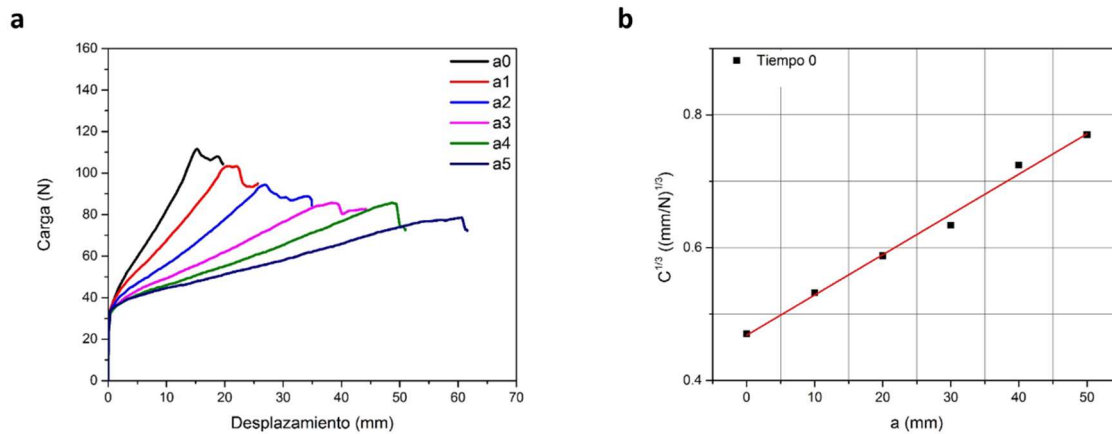 a
160
140
120
100
80
60
40
20
0
Carga (N)
0 10 20 30 40 50 60 70
Desplazamiento (mm)
a0
a1
a2
a3
a4
a5
b
Tiempo 0
0.8
0.6
0.4
C^1/3 ((mm/N)^1/3)
0 10 20 30 40 50
a (mm)